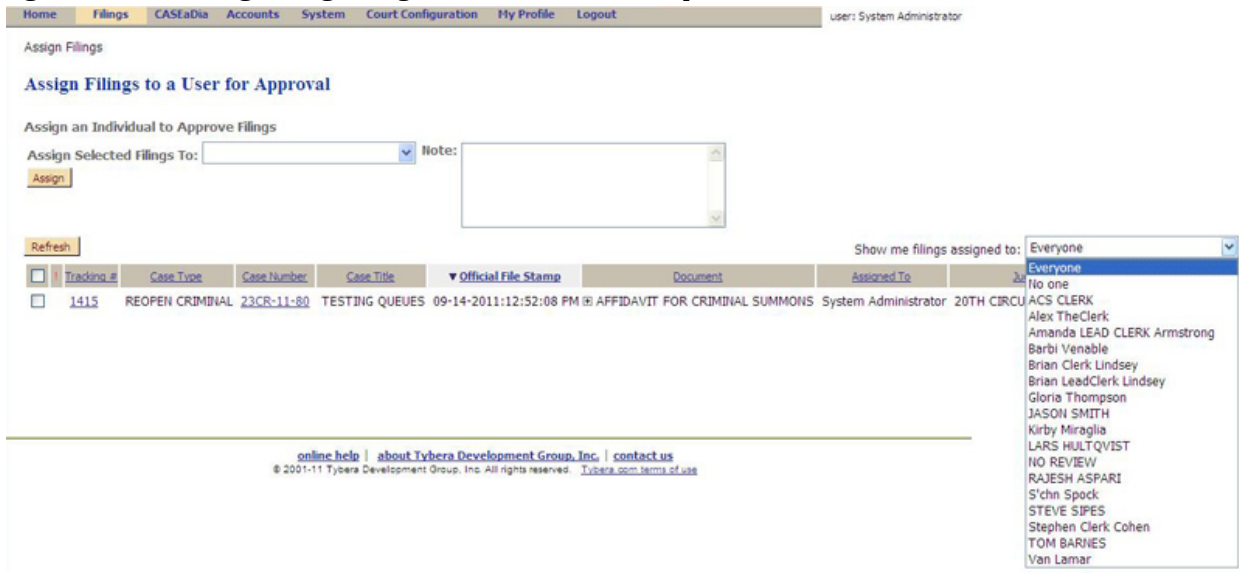 Home Filings CASEaDia Accounts System Court Configuration My Profile Logout user: System Administrator
Assign Filings
Assign Filings to a User for Approval
Assign an Individual to Approve Filings
Assign Selected Filings To: Note:
Assign
Refresh Show me filings assigned to: Everyone
! Tracking # Case Type Case Number Case Title ▼ Official File Stamp Document Assigned To
1415 REOPEN CRIMINAL 23CR-11-80 TESTING QUEUES 09-14-2011:12:52:08 PM AFFIDAVIT FOR CRIMINAL SUMMONS System Administrator 20TH CIRCU
Everyone
No one
ACS CLERK
Alex TheClerk
Amanda LEAD CLERK Armstrong
Barbi Venable
Brian Clerk Lindsey
Brian LeadClerk Lindsey
Gloria Thompson
JASON SMITH
Kirby Miraglia
LARS HULTQVIST
NO REVIEW
RAJESH ASPARI
S'chn Spock
STEVE SIPES
Stephen Clerk Cohen
TOM BARNES
Van Lamar
online help | about Tybera Development Group, Inc. | contact us
© 2001-11 Tybera Development Group, Inc. All rights reserved. Tybera.com terms of use